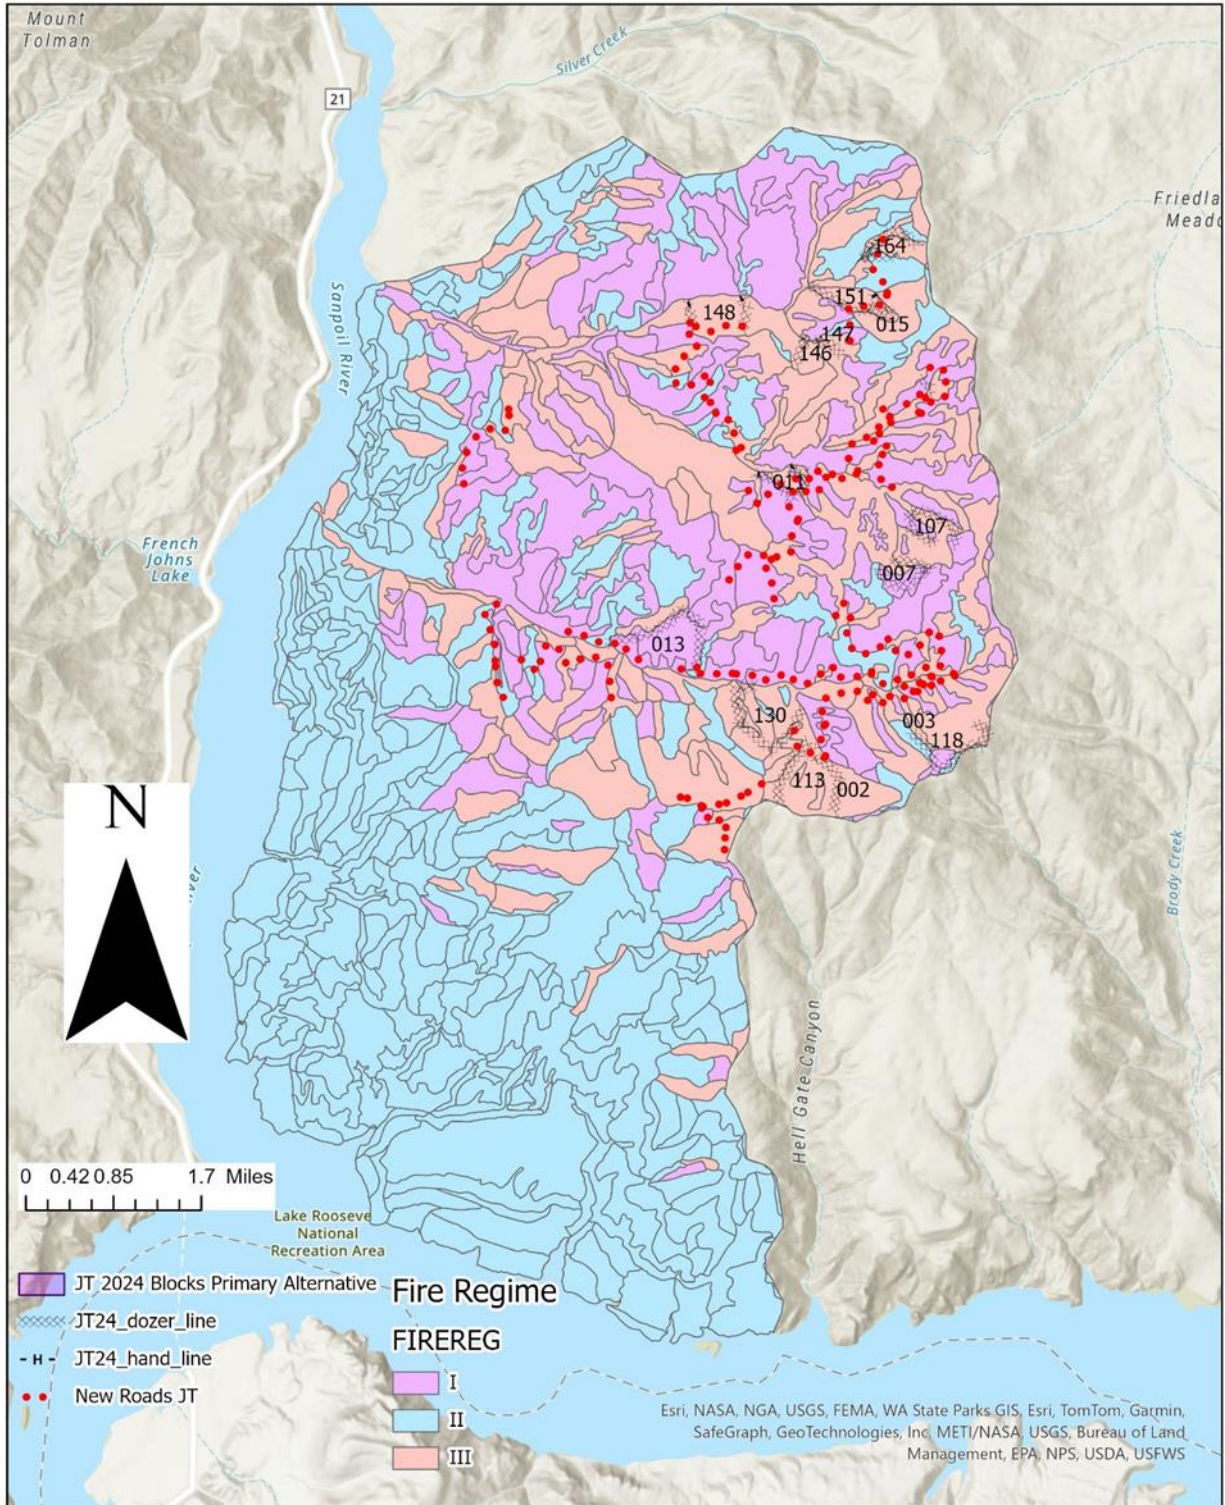 Mount
Tolman
Silver Creek
21
Friedla
Meado
164
151
015
148
147
146
Sanpoil River
011
107
French
Johns
Lake
007
013
130
003
118
113
002
N
Brody Creek
Hell Gate Canyon
0 0.42 0.85 1.7 Miles
Lake Rooseve
National
Recreation Area
JT 2024 Blocks Primary Alternative
JT24_dozer_line
- H - JT24_hand_line
New Roads JT
Fire Regime
FIREREG
I
II
III
Esri, NASA, NGA, USGS, FEMA, WA State Parks GIS, Esri, TomTom, Garmin,
SafeGraph, GeoTechnologies, Inc, METI/NASA, USGS, Bureau of Land
Management, EPA, NPS, USDA, USFWS